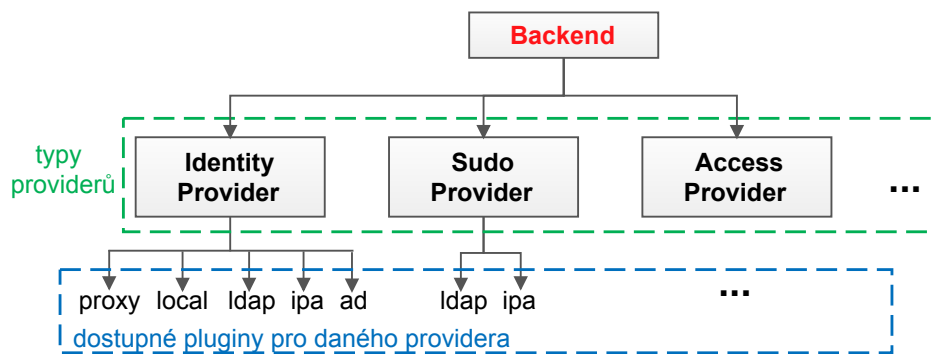 Backend
typy
providerů
Identity
Provider
Sudo
Provider
Access
Provider
...
proxy local ldap ipa ad ldap ipa ...
dostupné pluginy pro daného providera